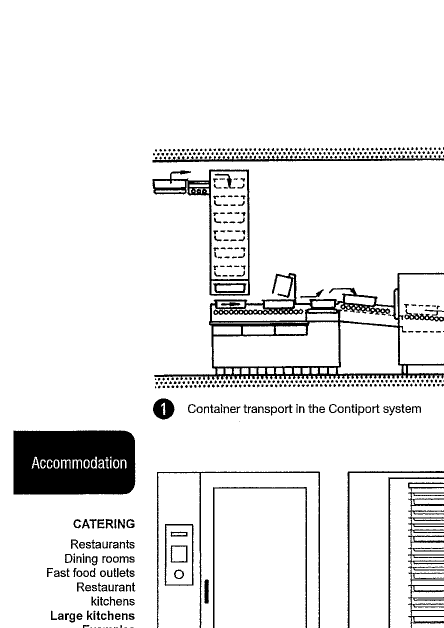 1 Container transport in the Contiport system
Accommodation
CATERING
Restaurants
Dining rooms
Fast food outlets
Restaurant
kitchens
Large kitchens
Examples